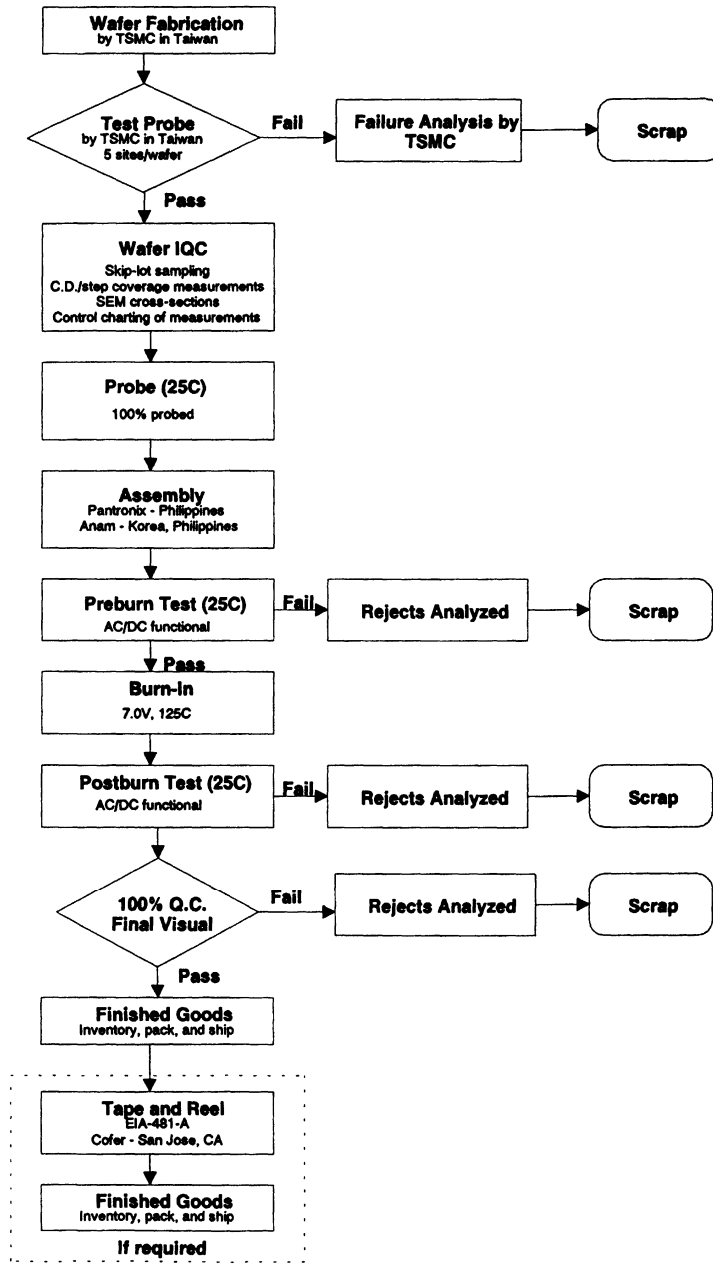 Wafer Fabrication
by TSMC in Taiwan
Test Probe
by TSMC in Taiwan
5 sites/wafer
Fail
Failure Analysis by
TSMC
Scrap
Pass
Wafer IQC
Skip-lot sampling
C.D./step coverage measurements
SEM cross-sections
Control charting of measurements
Probe (25C)
100% probed
Assembly
Pantronix - Philippines
Anam - Korea, Philippines
Preburn Test (25C)
AC/DC functional
Fail
Rejects Analyzed
Scrap
Pass
Burn-in
7.0V, 125C
Postburn Test (25C)
AC/DC functional
Fail
Rejects Analyzed
Scrap
100% Q.C.
Final Visual
Fail
Rejects Analyzed
Scrap
Pass
Finished Goods
Inventory, pack, and ship
Tape and Reel
EIA-481-A
Cofer - San Jose, CA
Finished Goods
Inventory, pack, and ship
If required